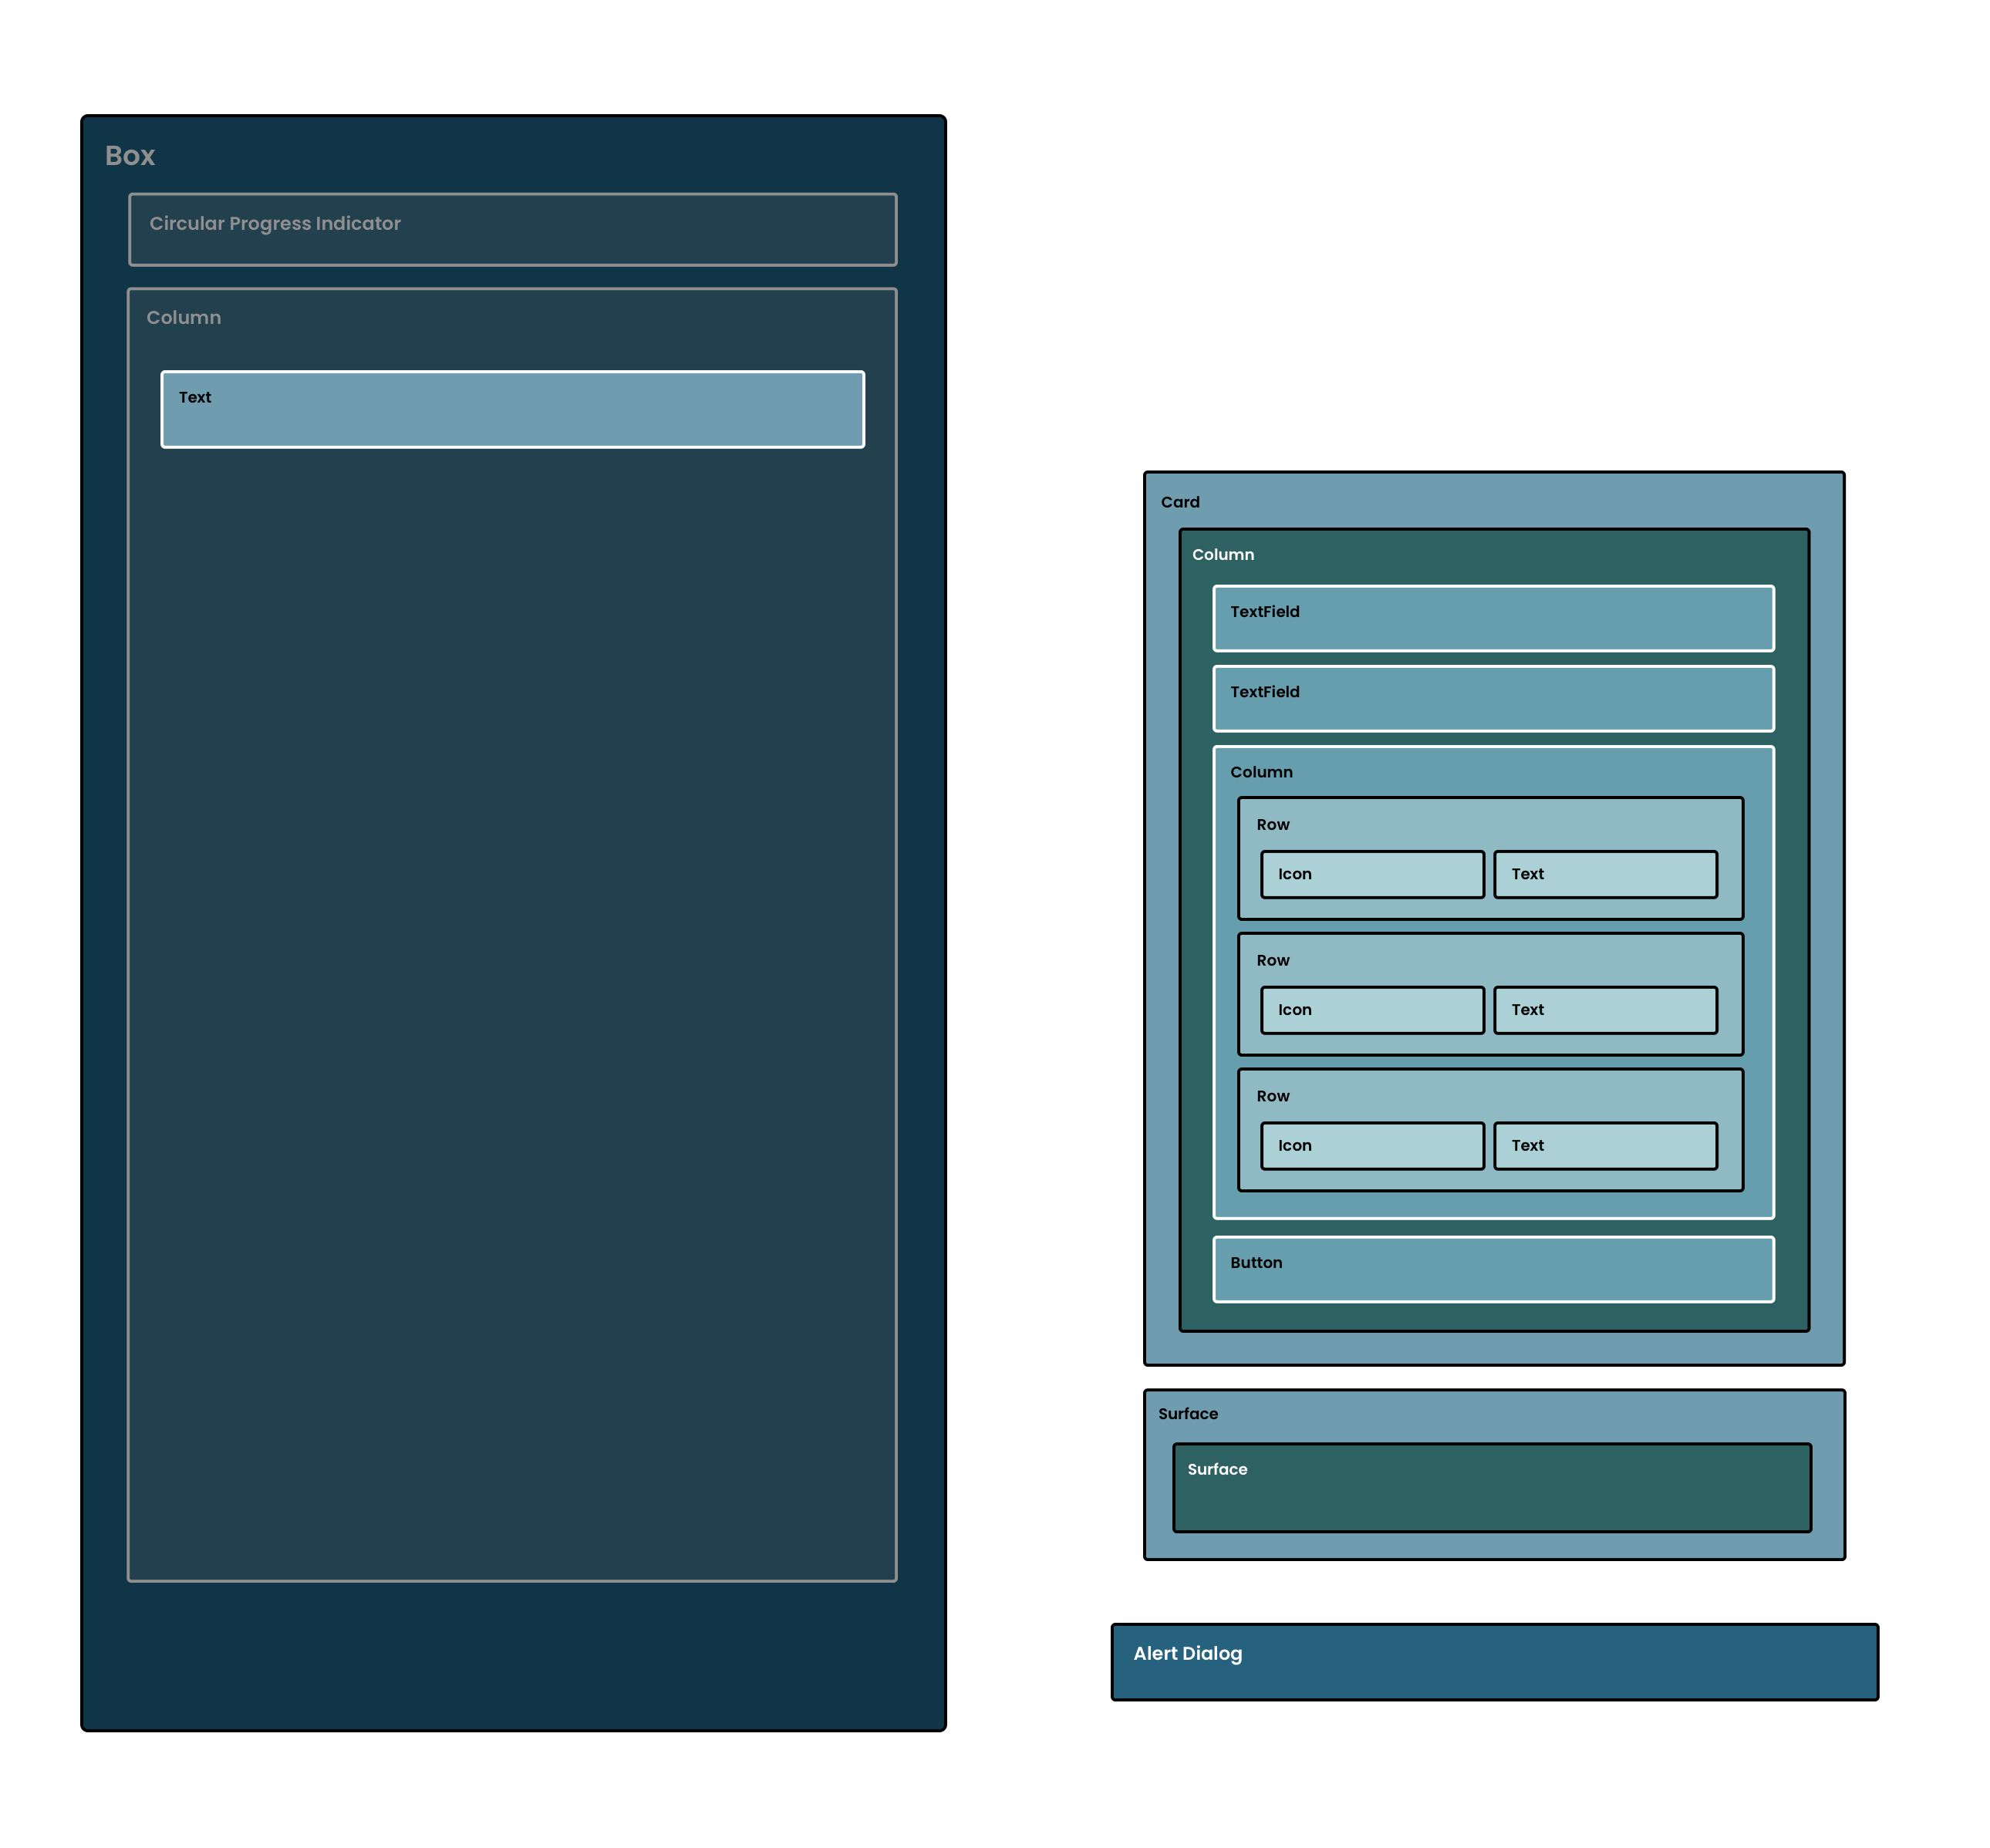 Box
Circular Progress Indicator
Column
Text
Card
Column
TextField
TextField
Column
Row
Icon Text
Row
Icon Text
Row
Icon Text
Button
Surface
Surface
Alert Dialog